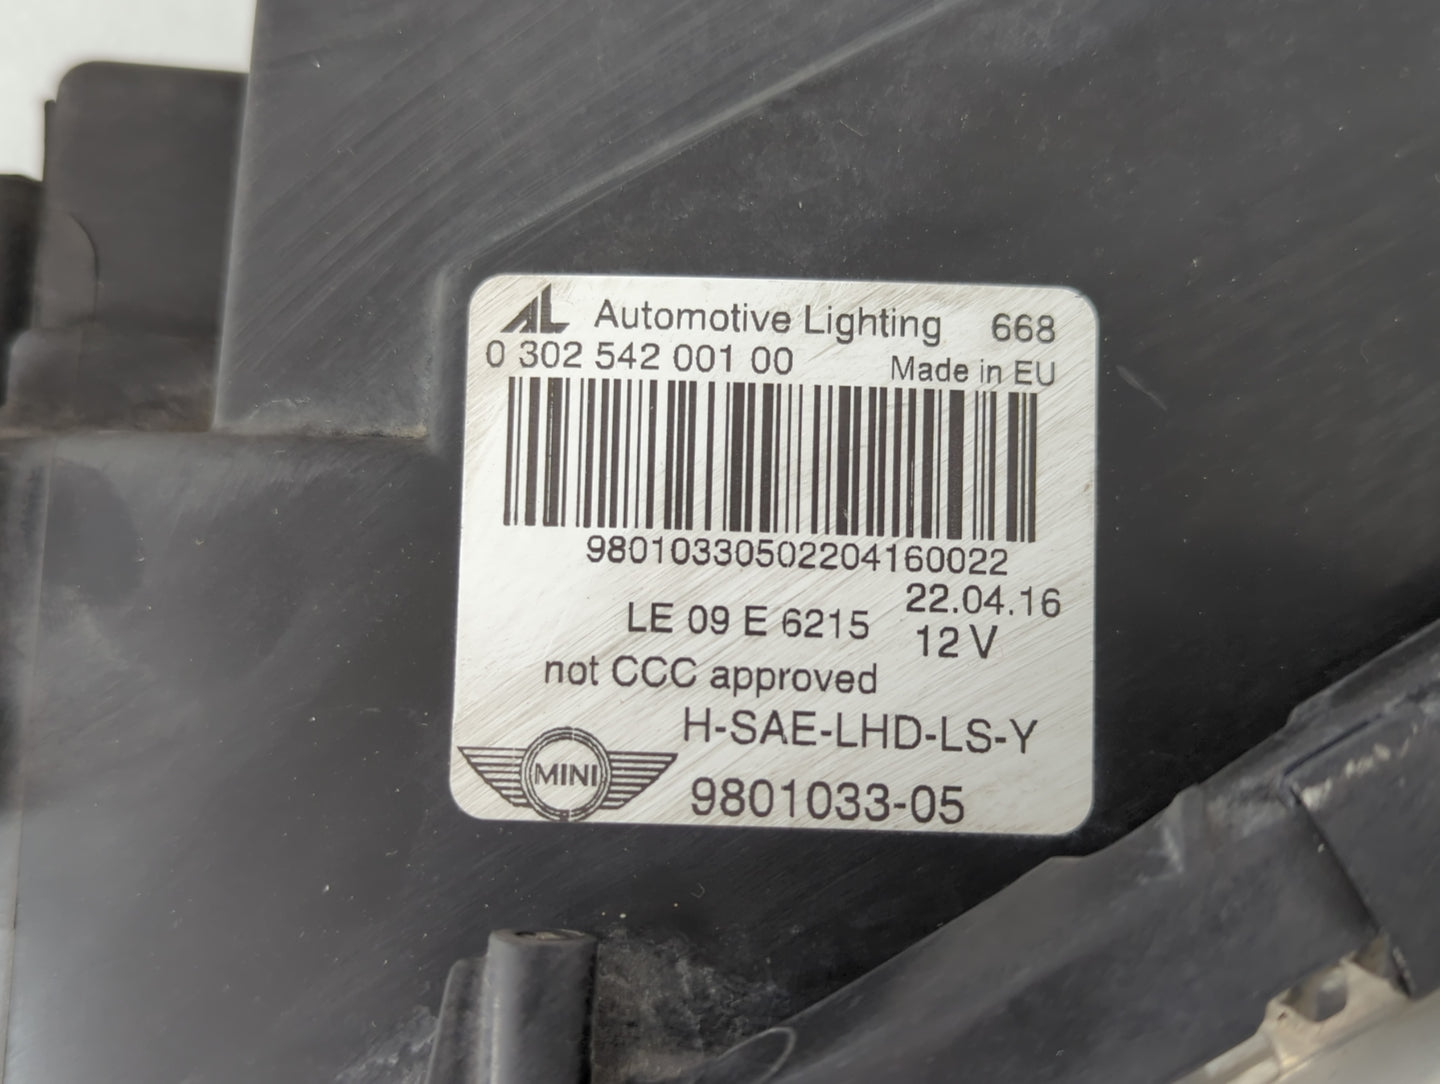 AL Automotive Lighting 668
0 302 542 001 00 Made in EU
98010330502204160022
22.04.16
LE 09 E 6215 12 V
not CCC approved
H-SAE-LHD-LS-Y
MINI
9801033-05